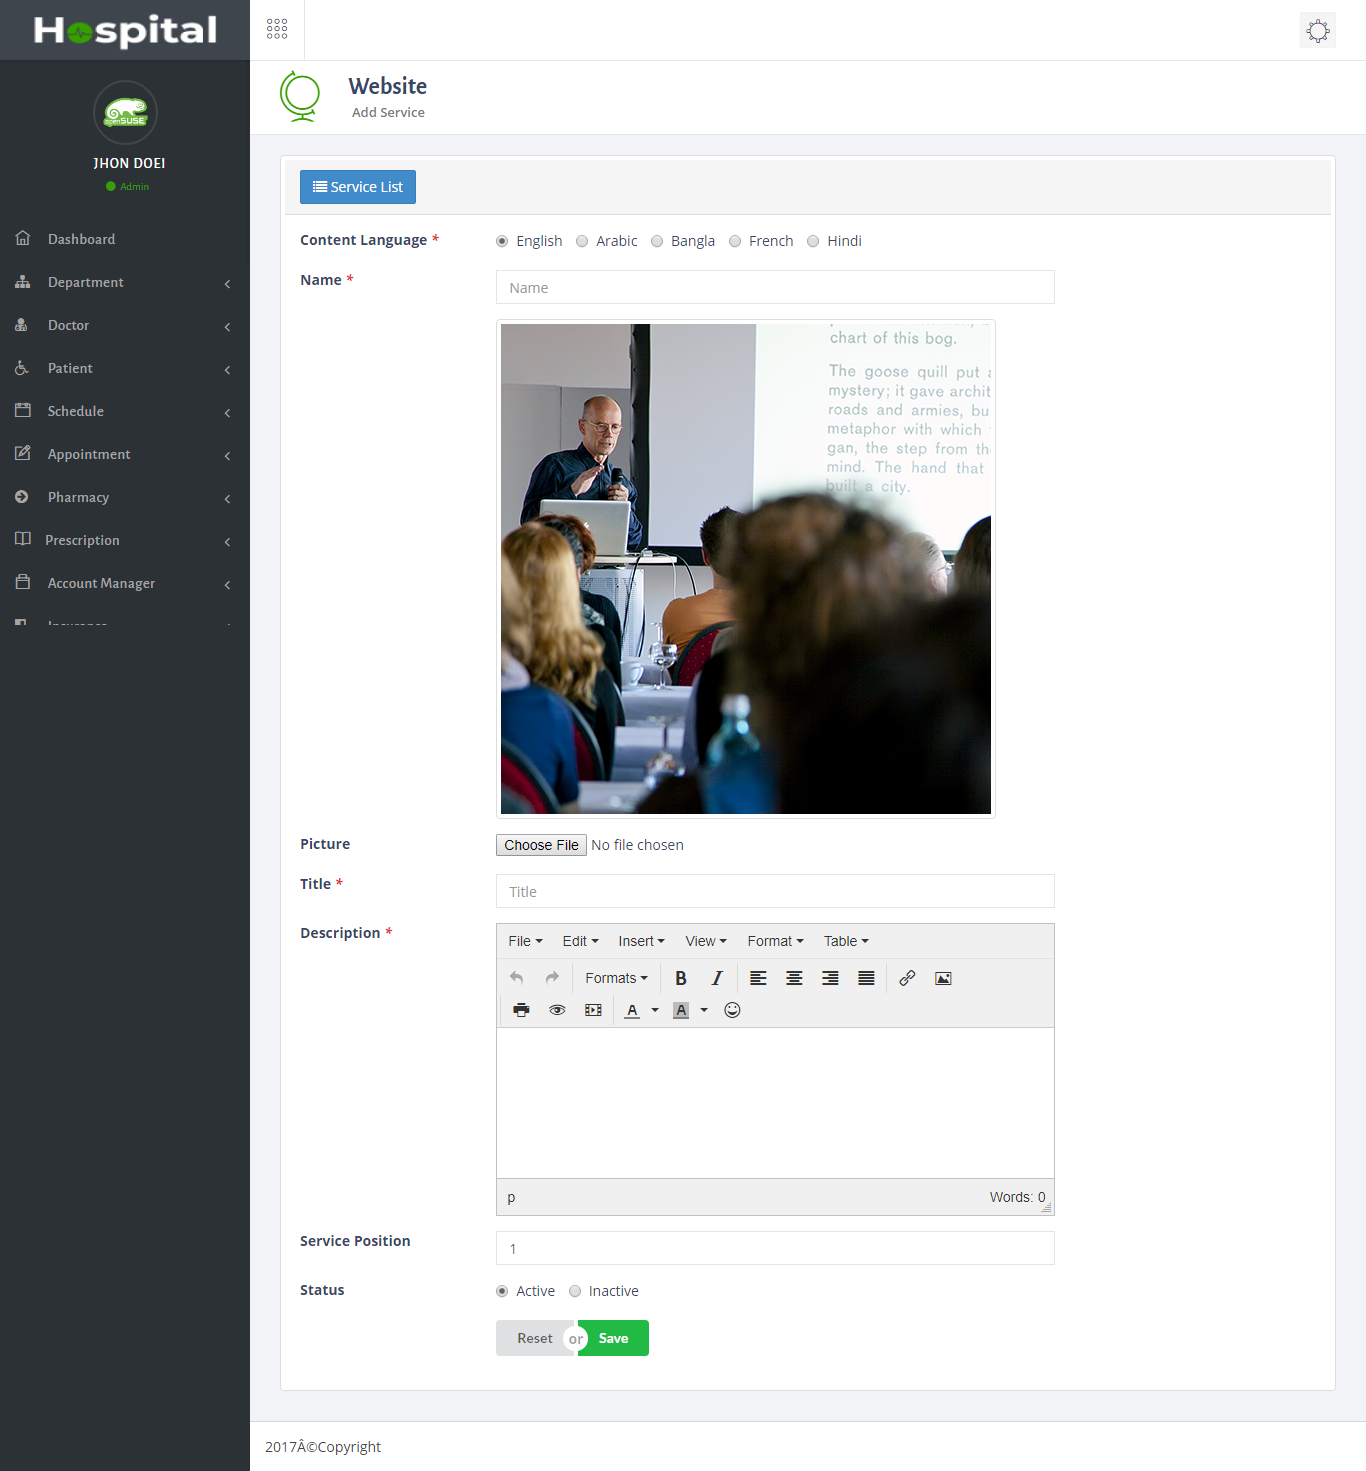 Hospital
openSUSE
JHON DOEI
Admin
Dashboard
Department
Doctor
Patient
Schedule
Appointment
Pharmacy
Prescription
Account Manager
Website
Add Service
Service List
Content Language *
English Arabic Bangla French Hindi
Name *
Name
chart of this bog.
The goose quill put
mystery; it gave
roads and armies,
metaphor with which
gan, the step from
mind. The hand that
built a city.
Picture
Choose File No file chosen
Title *
Title
Description *
File Edit Insert View Format Table
Formats B I
A A
p Words: 0
Service Position
1
Status
Active Inactive
Reset or Save
2017Â©Copyright